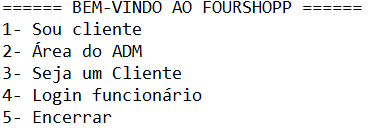 ====== BEM-VINDO AO FOURSHOPP ======
1- Sou cliente
2- Área do ADM
3- Seja um Cliente
4- Login funcionário
5- Encerrar